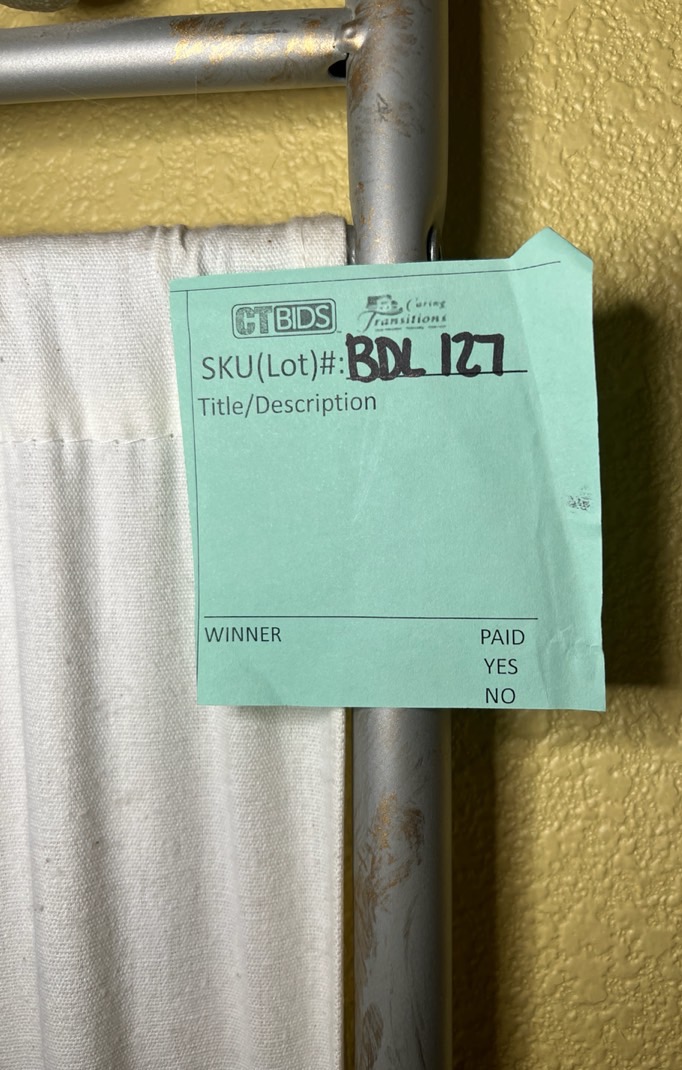 CTBIDS
Caring
Transitions
SKU(Lot)#: BDL 127
Title/Description
WINNER PAID
YES
NO